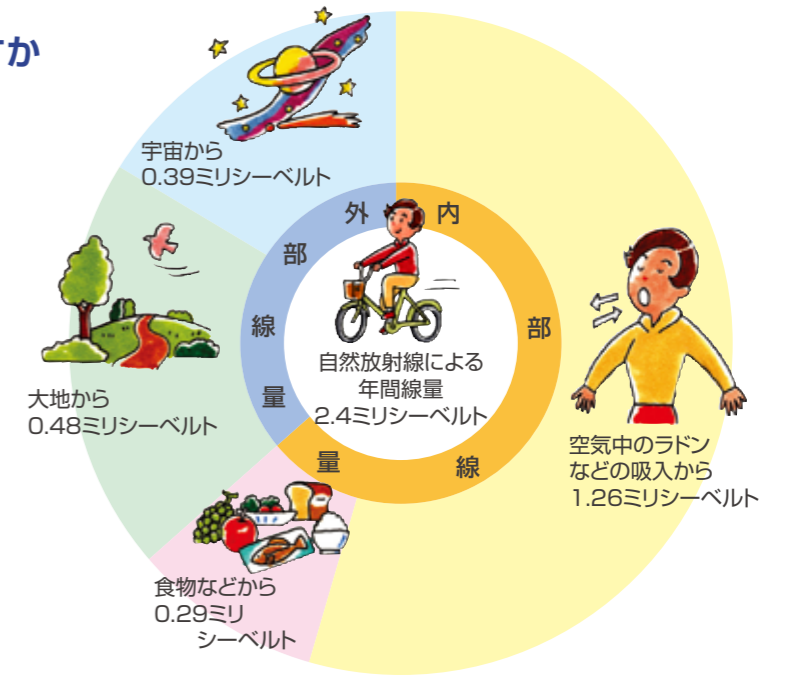 すか
宇宙から
0.39ミリシーベルト
外部線量
内部線量
大地から
0.48ミリシーベルト
自然放射線による
年間線量
2.4ミリシーベルト
空気中のラドン
などの吸入から
1.26ミリシーベルト
食物などから
0.29ミリ
シーベルト